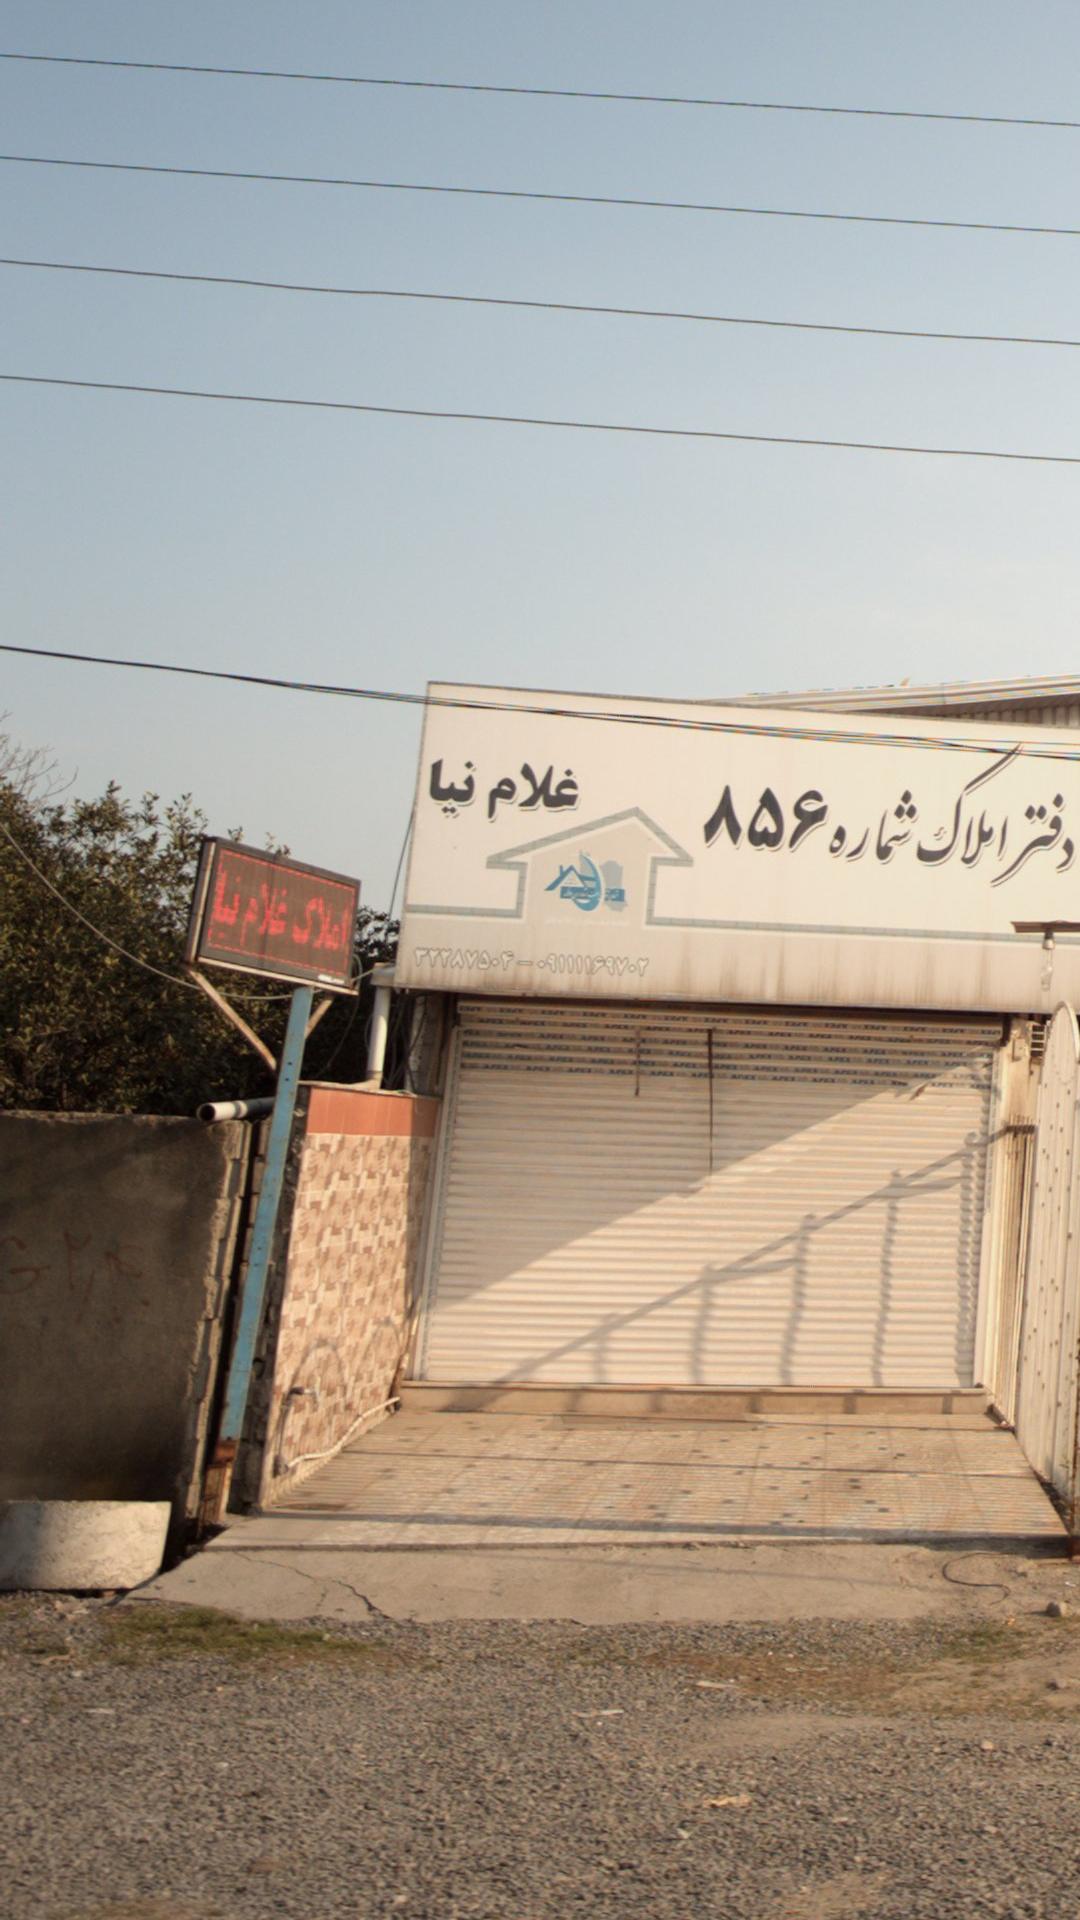 دفتر املاک شماره ۸۵۶
غلام نیا
۳۲۲۸۷۵۰۴ - ۰۹۱۱۱۱۶۹۷۰۲
املاک غلام نیا